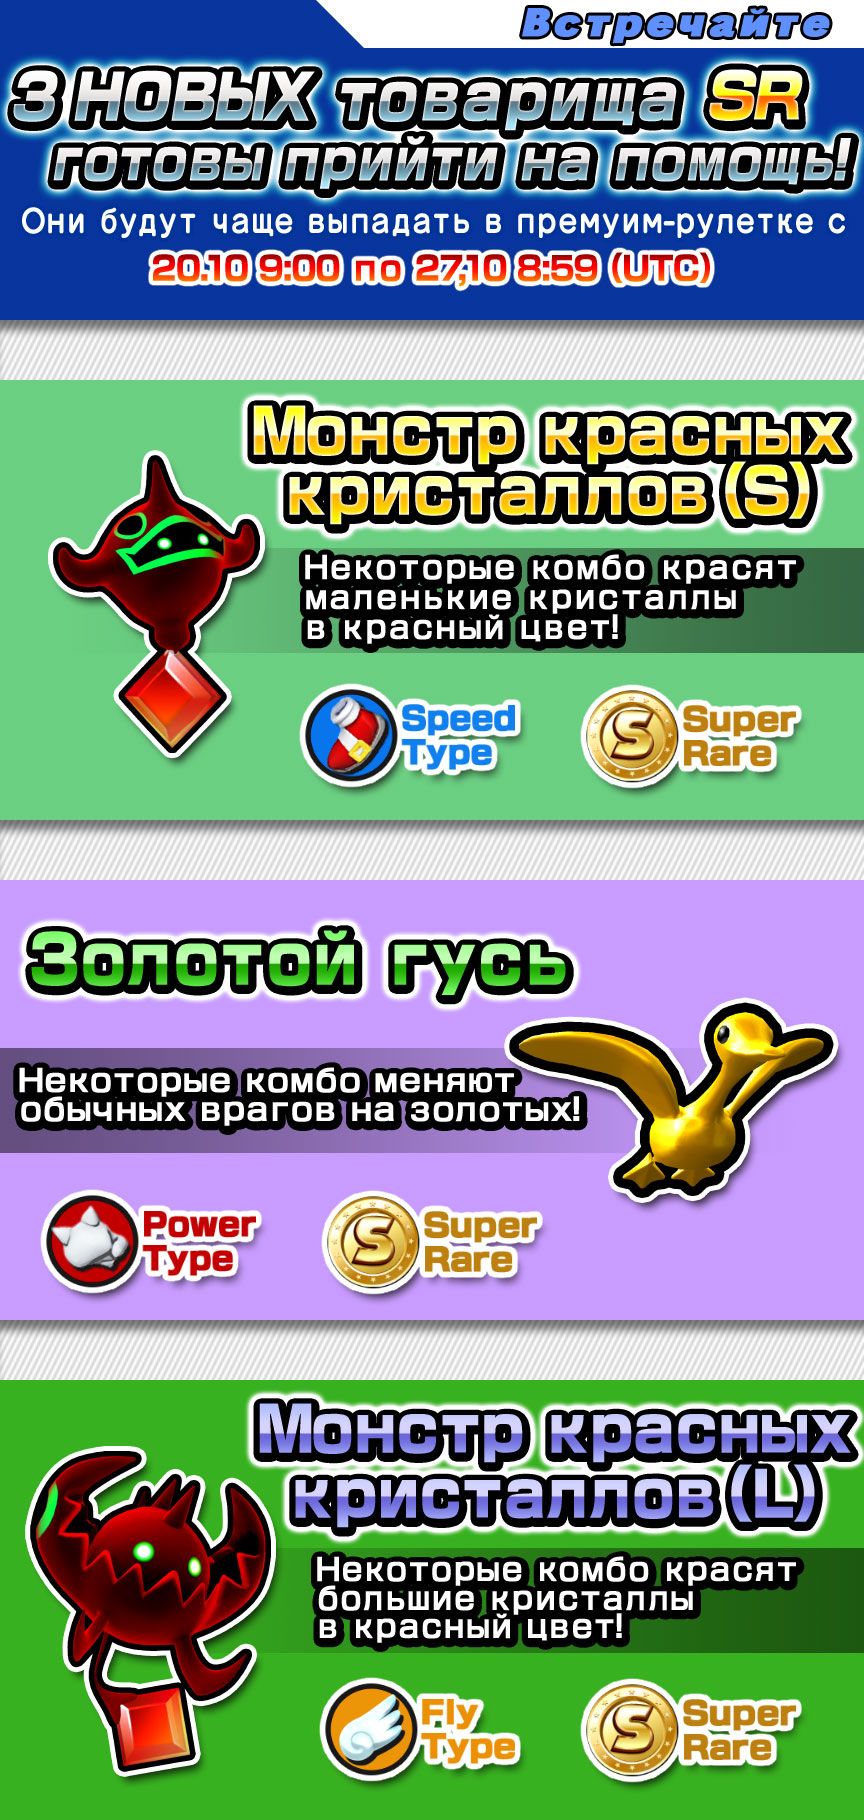 Встречайте
3 НОВЫХ товарища SR
готовы прийти на помощь!
Они будут чаще выпадать в премуим-рулетке с
20.10 9:00 по 27,10 8:59 (UTC)
Монстр красных
кристаллов (S)
Некоторые комбо красят
маленькие кристаллы
в красный цвет!
Speed
Type
Super
Rare
Золотой гусь
Некоторые комбо меняют
обычных врагов на золотых!
Power
Type
Super
Rare
Монстр красных
кристаллов (L)
Некоторые комбо красят
большие кристаллы
в красный цвет!
Fly
Type
Super
Rare